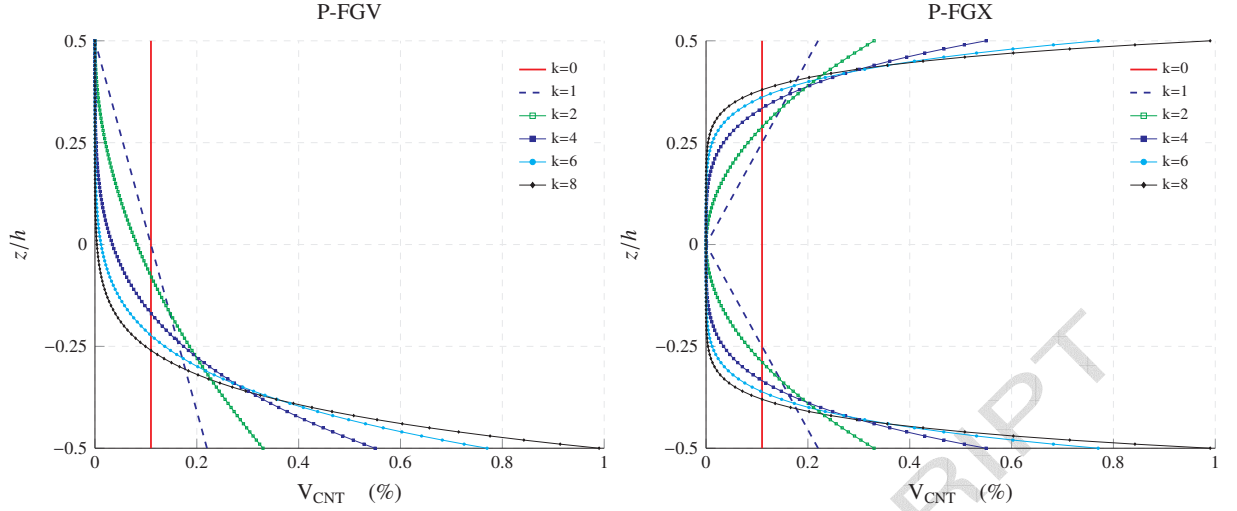 P-FGV
z/h
0.5
0.25
0
−0.25
−0.5
0
0.2
0.4
0.6
0.8
1
V_CNT (%)
k=0
k=1
k=2
k=4
k=6
k=8
P-FGX
z/h
0.5
0.25
0
−0.25
−0.5
0
0.2
0.4
0.6
0.8
1
V_CNT (%)
k=0
k=1
k=2
k=4
k=6
k=8
RIPT